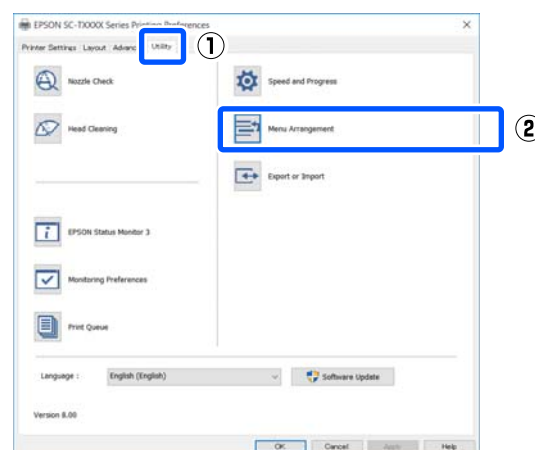 EPSON SC-TXXXX Series Printing Preferences
Printer Settings Layout Advanc Utility ①
Nozzle Check
Speed and Progress
Head Cleaning
Menu Arrangement ②
Export or Import
EPSON Status Monitor 3
Monitoring Preferences
Print Queue
Language : English (English) Software Update
Version 8.00
OK Cancel Apply Help